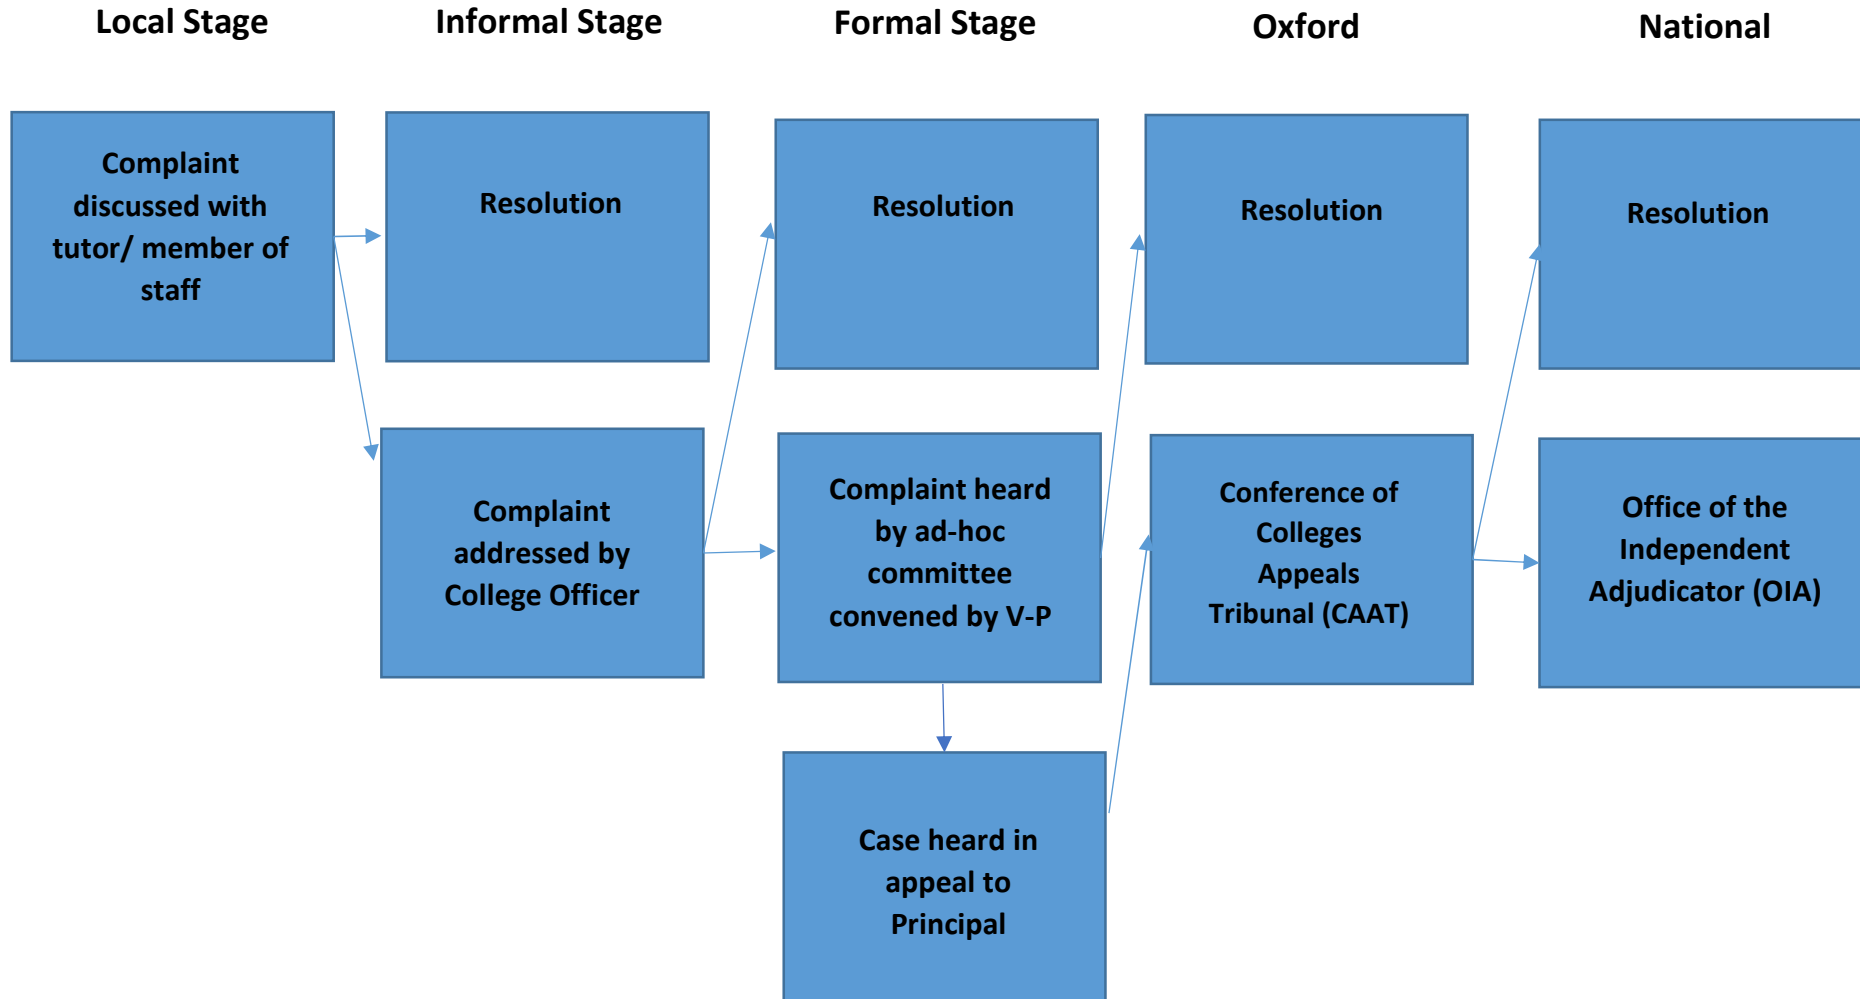 Local Stage
Informal Stage
Formal Stage
Oxford
National
Complaint
discussed with
tutor/ member of
staff
Resolution
Resolution
Resolution
Resolution
Complaint
addressed by
College Officer
Complaint heard
by ad-hoc
committee
convened by V-P
Conference of
Colleges
Appeals
Tribunal (CAAT)
Office of the
Independent
Adjudicator (OIA)
Case heard in
appeal to
Principal